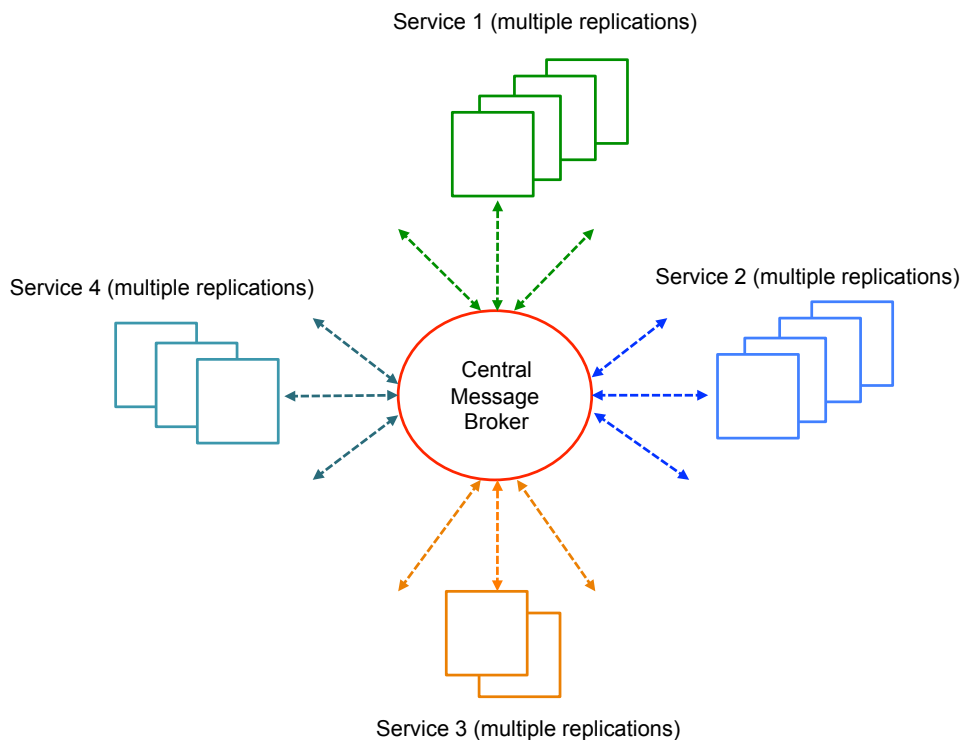 Service 1 (multiple replications)
Service 4 (multiple replications)
Service 2 (multiple replications)
Central
Message
Broker
Service 3 (multiple replications)